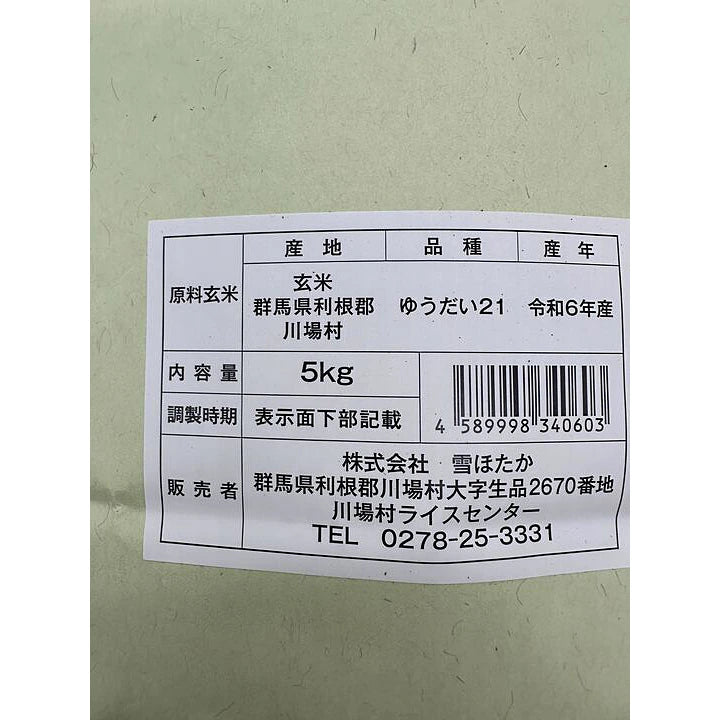 産地 品種 産年
原料玄米
玄米
群馬県利根郡 ゆうだい21 令和6年産
川場村
内容量 5kg
調製時期 表示面下部記載
4 589998 340603
販売者
株式会社 雪ほたか
群馬県利根郡川場村大字生品2670番地
川場村ライスセンター
TEL 0278-25-3331